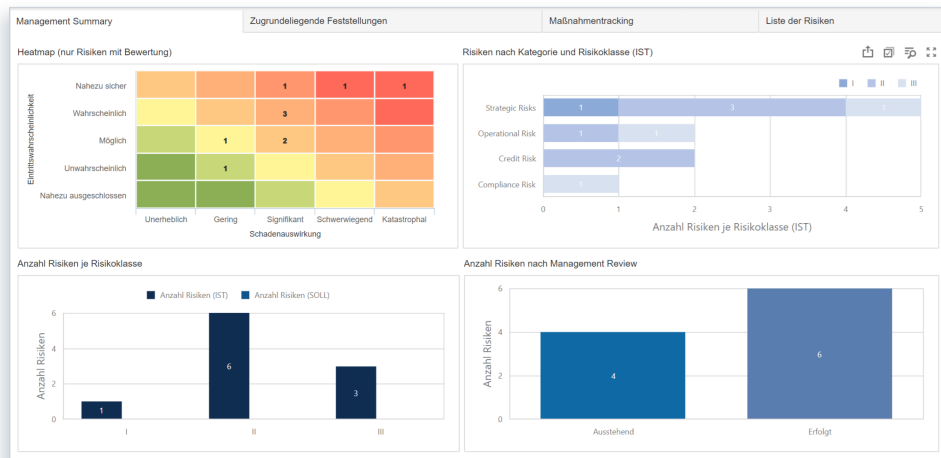 Management Summary
Zugrundeliegende Feststellungen
Maßnahmentracking
Liste der Risiken
Heatmap (nur Risiken mit Bewertung)
Eintrittswahrscheinlichkeit
Nahezu sicher 1 1 1
Wahrscheinlich 3
Möglich 1 2
Unwahrscheinlich 1
Nahezu ausgeschlossen
Unerheblich Gering Signifikant Schwerwiegend Katastrophal
Schadenauswirkung
Risiken nach Kategorie und Risikoklasse (IST)
I II III
Strategic Risks 1 3 1
Operational Risk 1 1
Credit Risk 2
Compliance Risk 1
0 1 2 3 4 5
Anzahl Risiken je Risikoklasse (IST)
Anzahl Risiken je Risikoklasse
Anzahl Risiken (IST) Anzahl Risiken (SOLL)
Anzahl Risiken
6
4
2
0
1 6 3
I II III
Anzahl Risiken nach Management Review
Anzahl Risiken
6
4
2
0
4 6
Ausstehend Erfolgt